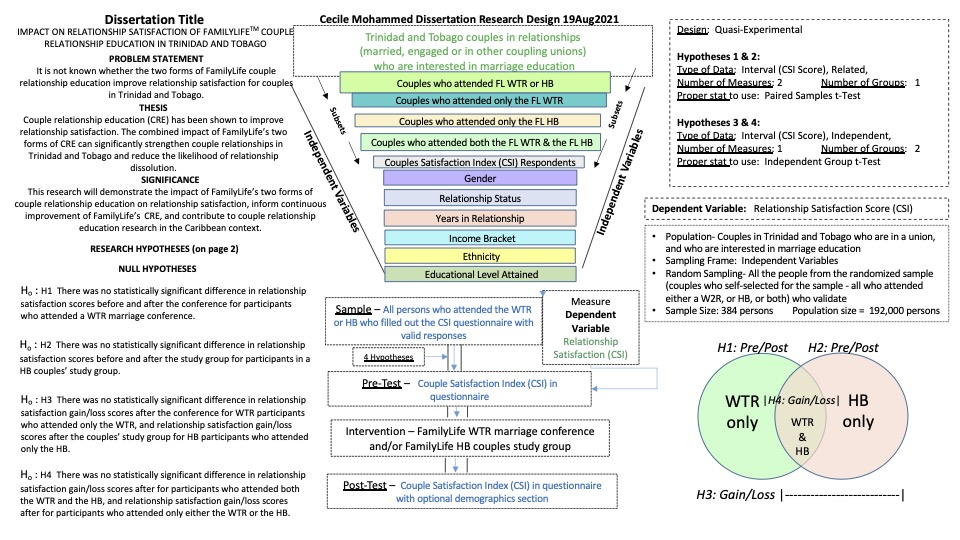 Dissertation Title
IMPACT ON RELATIONSHIP SATISFACTION OF FAMILYLIFE™ COUPLE
RELATIONSHIP EDUCATION IN TRINIDAD AND TOBAGO
PROBLEM STATEMENT
It is not known whether the two forms of FamilyLife couple
relationship education improve relationship satisfaction for couples
in Trinidad and Tobago.
THESIS
Couple relationship education (CRE) has been shown to improve
relationship satisfaction. The combined impact of FamilyLife's two
forms of CRE can significantly strengthen couple relationships in
Trinidad and Tobago and reduce the likelihood of relationship
dissolution.
SIGNIFICANCE
This research will demonstrate the impact of FamilyLife's two forms of
couple relationship education on relationship satisfaction, inform continuous
improvement of FamilyLife's CRE, and contribute to couple relationship
education research in the Caribbean context.
RESEARCH HYPOTHESES (on page 2)
NULL HYPOTHESES
Ho : H1 There was no statistically significant difference in relationship
satisfaction scores before and after the conference for participants
who attended a WTR marriage conference.
Ho : H2 There was no statistically significant difference in relationship
satisfaction scores before and after the study group for participants in a
HB couples' study group.
Ho : H3 There was no statistically significant difference in relationship
satisfaction gain/loss scores after the conference for WTR participants
who attended only the WTR, and relationship satisfaction gain/loss
scores after the couples' study group for HB participants who attended
only the HB.
Ho : H4 There was no statistically significant difference in relationship
satisfaction gain/loss scores after for participants who attended both
the WTR and the HB, and relationship satisfaction gain/loss scores
after for participants who attended only either the WTR or the HB.
Cecile Mohammed Dissertation Research Design 19Aug2021
Trinidad and Tobago couples in relationships
(married, engaged or in other coupling unions)
who are interested in marriage education
Couples who attended FL WTR or HB
Couples who attended only the FL WTR
Couples who attended only the FL HB
Couples who attended both the FL WTR & the FL HB
Couples Satisfaction Index (CSI) Respondents
Gender
Relationship Status
Years in Relationship
Income Bracket
Ethnicity
Educational Level Attained
Subsets
Subsets
Independent Variables
Independent Variables
Sample – All persons who attended the WTR
or HB who filled out the CSI questionnaire with
valid responses
Measure
Dependent
Variable
Relationship
Satisfaction (CSI)
4 Hypotheses
Pre-Test – Couple Satisfaction Index (CSI) in
questionnaire
Intervention – FamilyLife WTR marriage conference
and/or FamilyLife HB couples study group
Post-Test – Couple Satisfaction Index (CSI) in questionnaire
with optional demographics section
Design: Quasi-Experimental
Hypotheses 1 & 2:
Type of Data: Interval (CSI Score), Related,
Number of Measures: 2 Number of Groups: 1
Proper stat to use: Paired Samples t-Test
Hypotheses 3 & 4:
Type of Data: Interval (CSI Score), Independent,
Number of Measures: 1 Number of Groups: 2
Proper stat to use: Independent Group t-Test
Dependent Variable: Relationship Satisfaction Score (CSI)
• Population- Couples in Trinidad and Tobago who are in a union,
and who are interested in marriage education
• Sampling Frame: Independent Variables
• Random Sampling- All the people from the randomized sample
(couples who self-selected for the sample - all who attended
either a W2R, or HB, or both) who validate
• Sample Size: 384 persons Population size = 192,000 persons
H1: Pre/Post H2: Pre/Post
WTR
only
|H4: Gain/Loss|
WTR
&
HB
HB
only
H3: Gain/Loss |--------------------------|